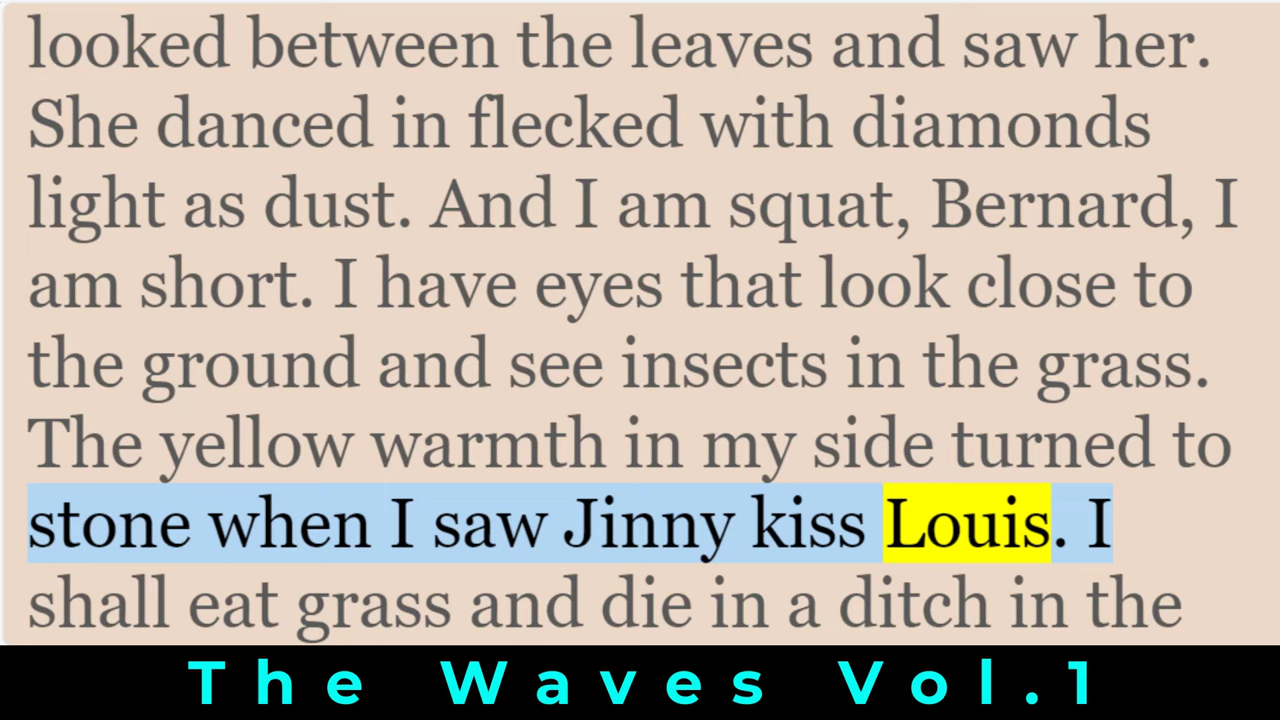 looked between the leaves and saw her.
She danced in flecked with diamonds
light as dust. And I am squat, Bernard, I
am short. I have eyes that look close to
the ground and see insects in the grass.
The yellow warmth in my side turned to
stone when I saw Jinny kiss Louis. I
shall eat grass and die in a ditch in the
The Waves Vol.1